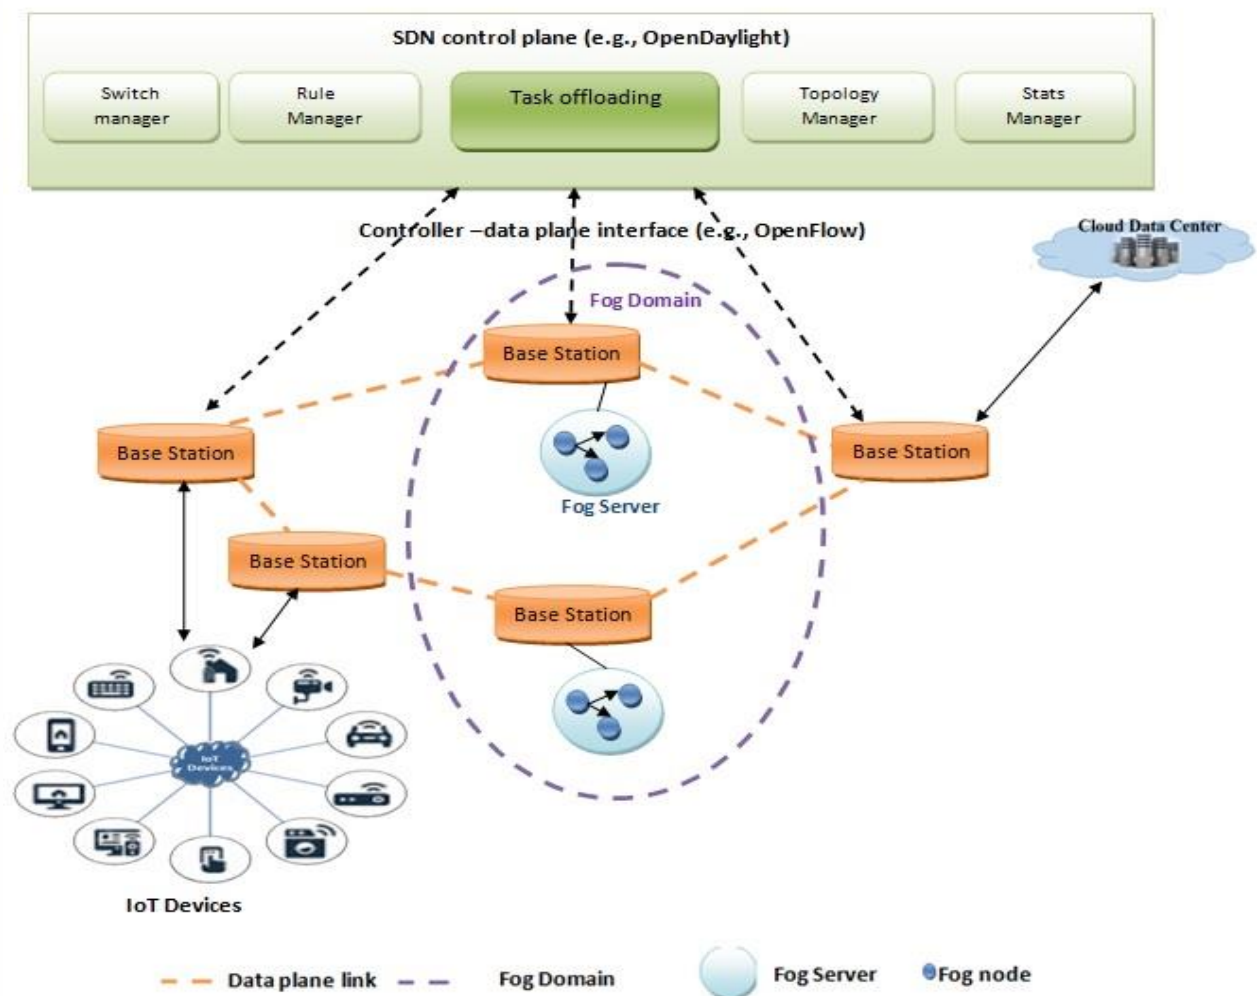 SDN control plane (e.g., OpenDaylight)
Switch
manager
Rule
Manager
Task offloading
Topology
Manager
Stats
Manager
Controller –data plane interface (e.g., OpenFlow)
Cloud Data Center
Fog Domain
Base Station
Base Station
Base Station
Fog Server
Base Station
Base Station
IoT
Devices
IoT Devices
Data plane link
Fog Domain
Fog Server
Fog node